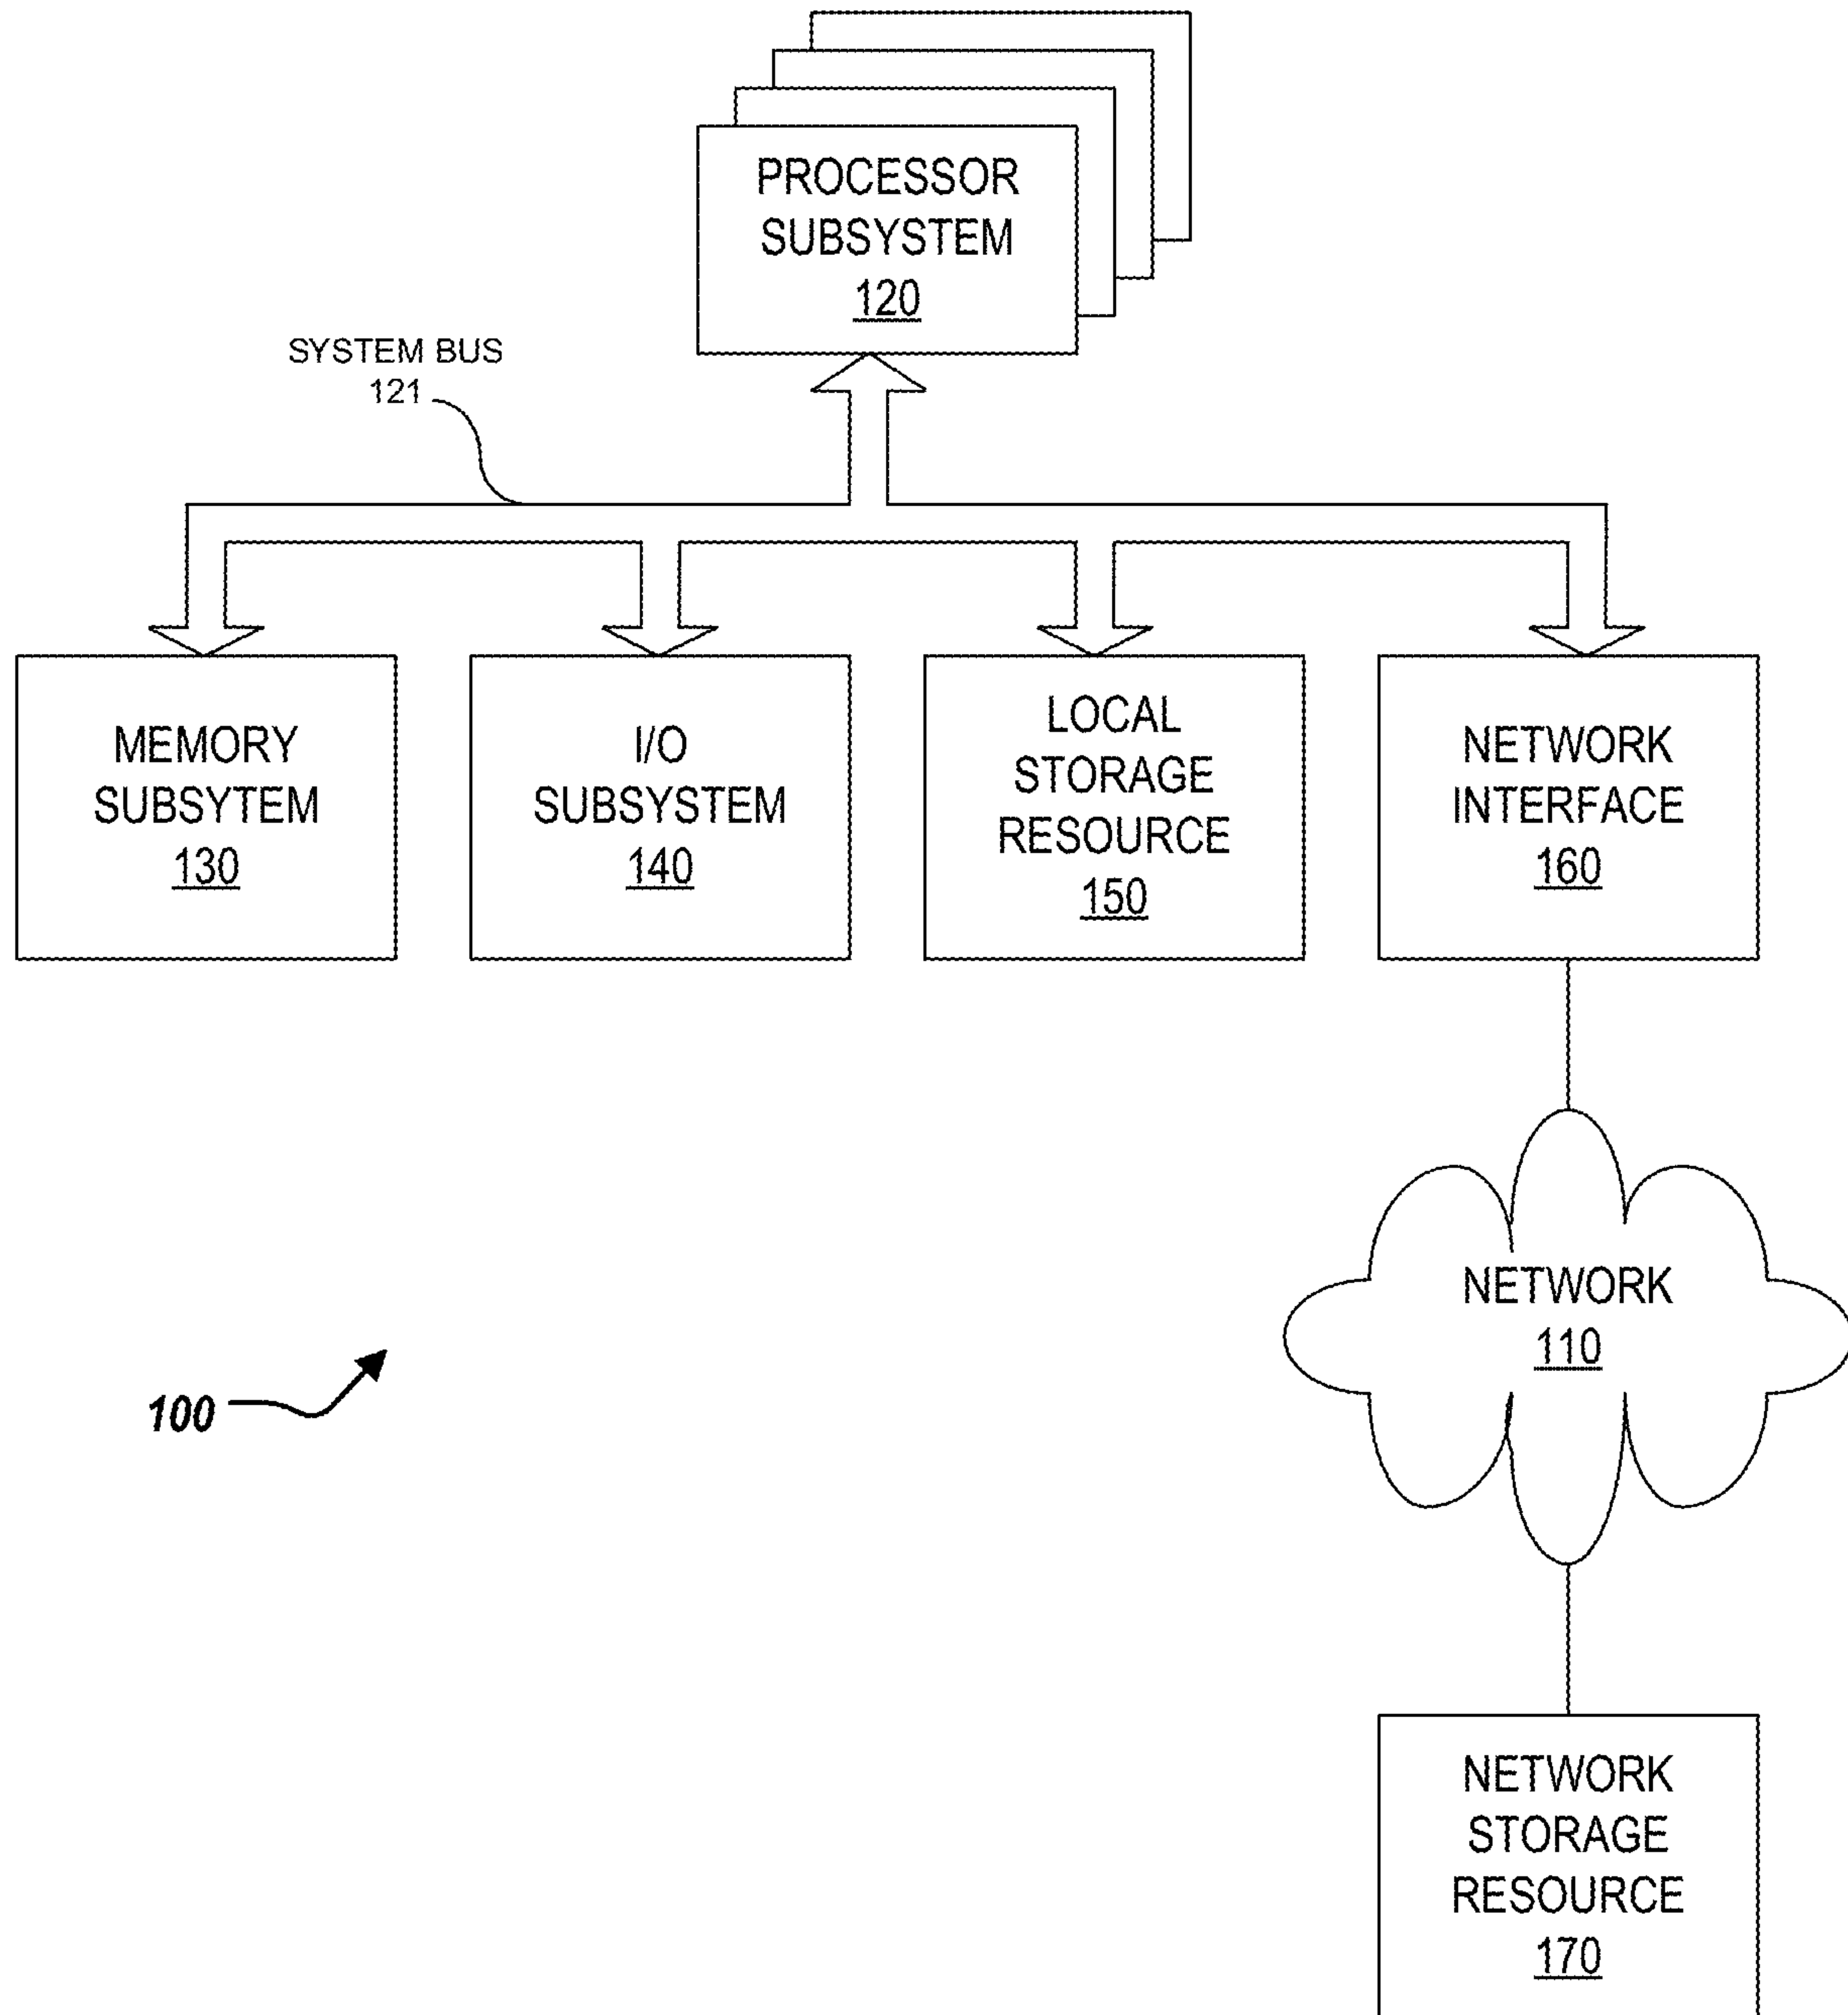 PROCESSOR
SUBSYSTEM
120
SYSTEM BUS
121
MEMORY
SUBSYTEM
130
I/O
SUBSYSTEM
140
LOCAL
STORAGE
RESOURCE
150
NETWORK
INTERFACE
160
NETWORK
110
100
NETWORK
STORAGE
RESOURCE
170